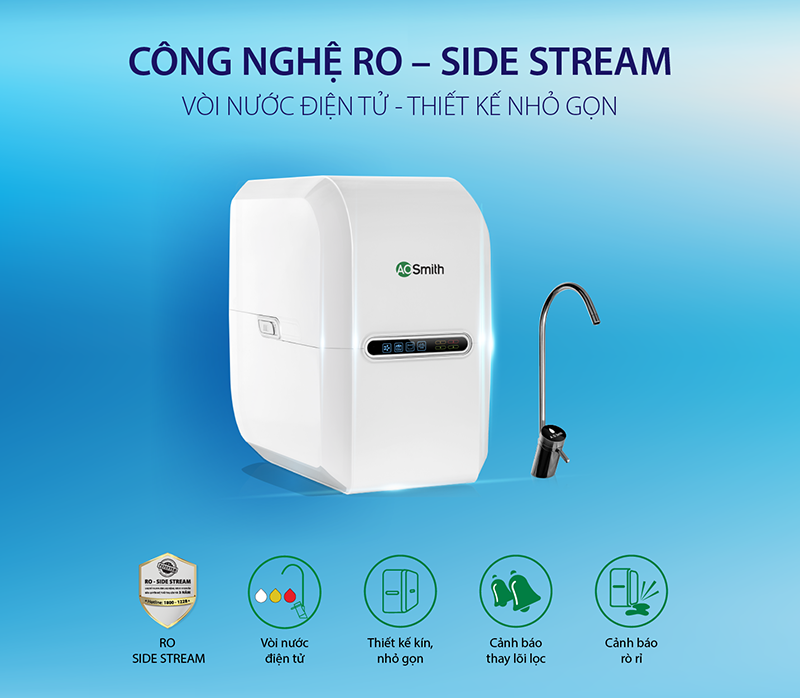 CÔNG NGHỆ RO – SIDE STREAM
VÒI NƯỚC ĐIỆN TỬ - THIẾT KẾ NHỎ GỌN
AO Smith
RO - SIDE STREAM
Hotline: 1800 - 1228
RO
SIDE STREAM
Vòi nước
điện tử
Thiết kế kín,
nhỏ gọn
Cảnh báo
thay lõi lọc
Cảnh báo
rò rỉ